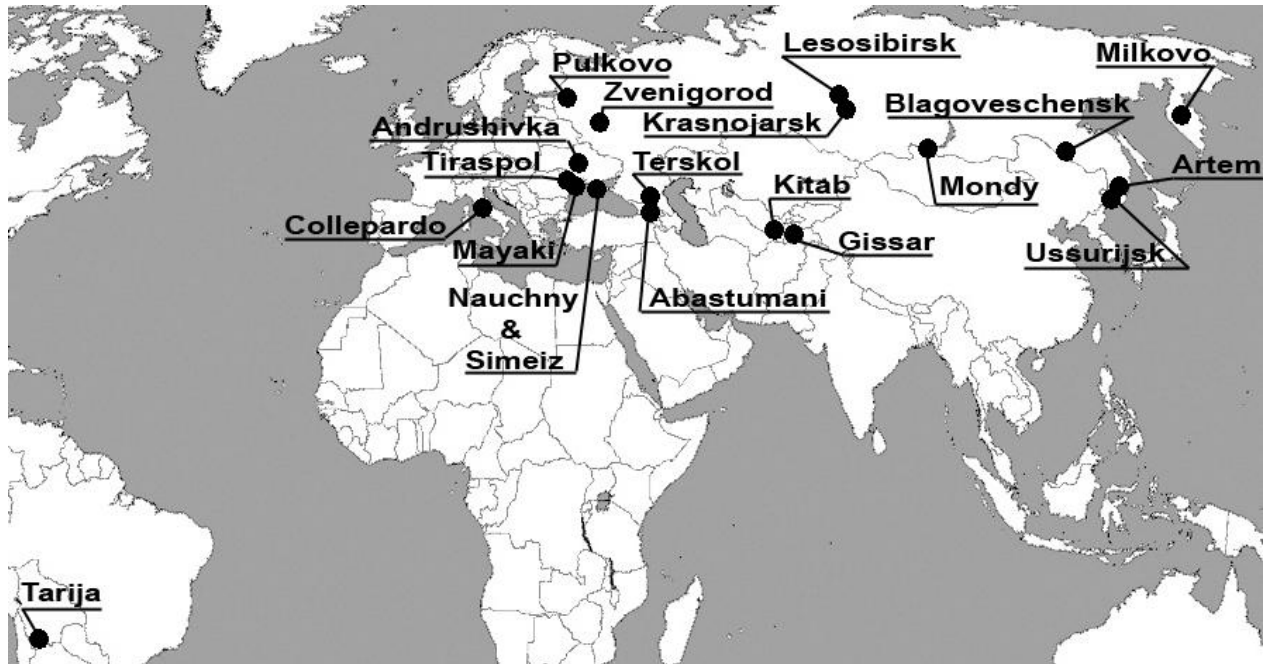 Lesosibirsk
Milkovo
Pulkovo
Zvenigorod
Blagoveschensk
Andrushivka
Krasnojarsk
Tiraspol
Terskol
Artem
Kitab
Mondy
Collepardo
Mayaki
Gissar
Ussurijsk
Nauchny
&
Simeiz
Abastumani
Tarija